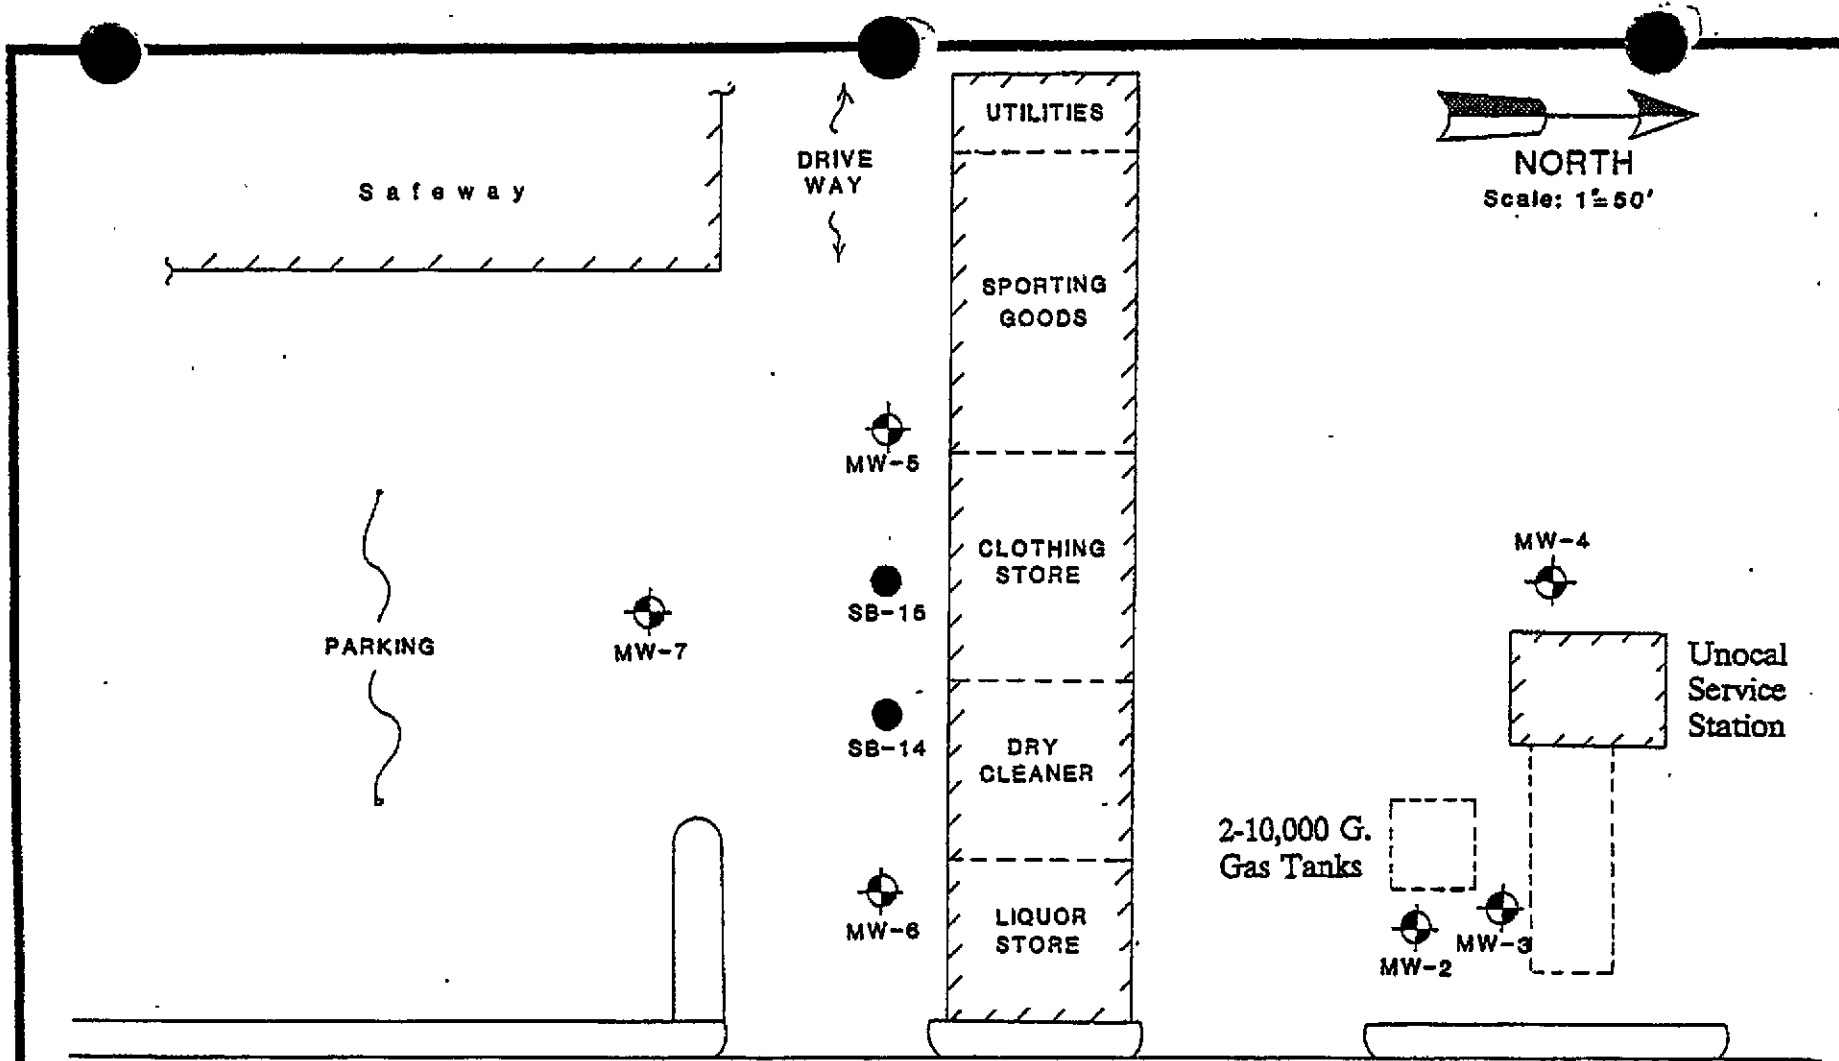 UTILITIES
NORTH
Scale: 1"=50'
DRIVE
WAY
Safeway
SPORTING
GOODS
MW-5
CLOTHING
STORE
MW-4
SB-15
PARKING
MW-7
Unocal
Service
Station
SB-14
DRY
CLEANER
2-10,000 G.
Gas Tanks
LIQUOR
STORE
MW-6
MW-3
MW-2